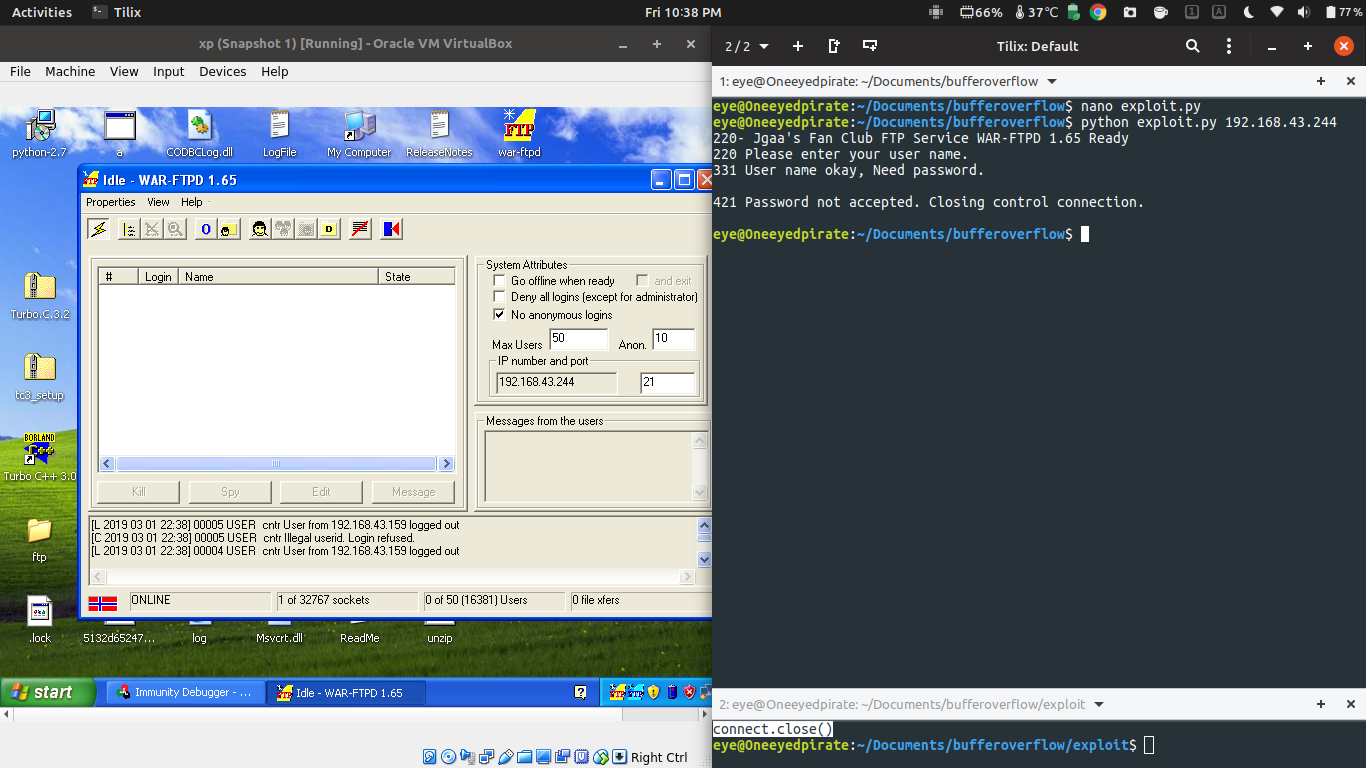 Activities Tilix Fri 10:38 PM 66% 37℃ 1 A 77 %
xp (Snapshot 1) [Running] - Oracle VM VirtualBox
File Machine View Input Devices Help
python-2.7 a CODBCLog.dll LogFile My Computer ReleaseNotes war-ftpd
FTP
Idle - WAR-FTPD 1.65
Properties View Help
# Login Name State
System Attributes
Go offline when ready and exit
Deny all logins (except for administrator)
No anonymous logins
Max Users 50 Anon. 10
IP number and port
192.168.43.244 21
Messages from the users
Kill Spy Edit Message
[L 2019 03 01 22:38] 00005 USER cntr User from 192.168.43.159 logged out
[C 2019 03 01 22:38] 00005 USER cntr Illegal userid. Login refused.
[L 2019 03 01 22:38] 00004 USER cntr User from 192.168.43.159 logged out
ONLINE 1 of 32767 sockets 0 of 50 (16381) Users 0 file xfers
Turbo.C.3.2
tc3_setup
BORLAND
C++
Turbo C++ 3.0
ftp
.lock 5132d65247... log Msvcrt.dll ReadMe unzip
start Immunity Debugger - ... Idle - WAR-FTPD 1.65
Right Ctrl
2 / 2 Tilix: Default
1: eye@Oneeyedpirate: ~/Documents/bufferoverflow
eye@Oneeyedpirate:~/Documents/bufferoverflow$ nano exploit.py
eye@Oneeyedpirate:~/Documents/bufferoverflow$ python exploit.py 192.168.43.244
220- Jgaa's Fan Club FTP Service WAR-FTPD 1.65 Ready
220 Please enter your user name.
331 User name okay, Need password.
421 Password not accepted. Closing control connection.
eye@Oneeyedpirate:~/Documents/bufferoverflow$
2: eye@Oneeyedpirate: ~/Documents/bufferoverflow/exploit
connect.close()
eye@Oneeyedpirate:~/Documents/bufferoverflow/exploit$